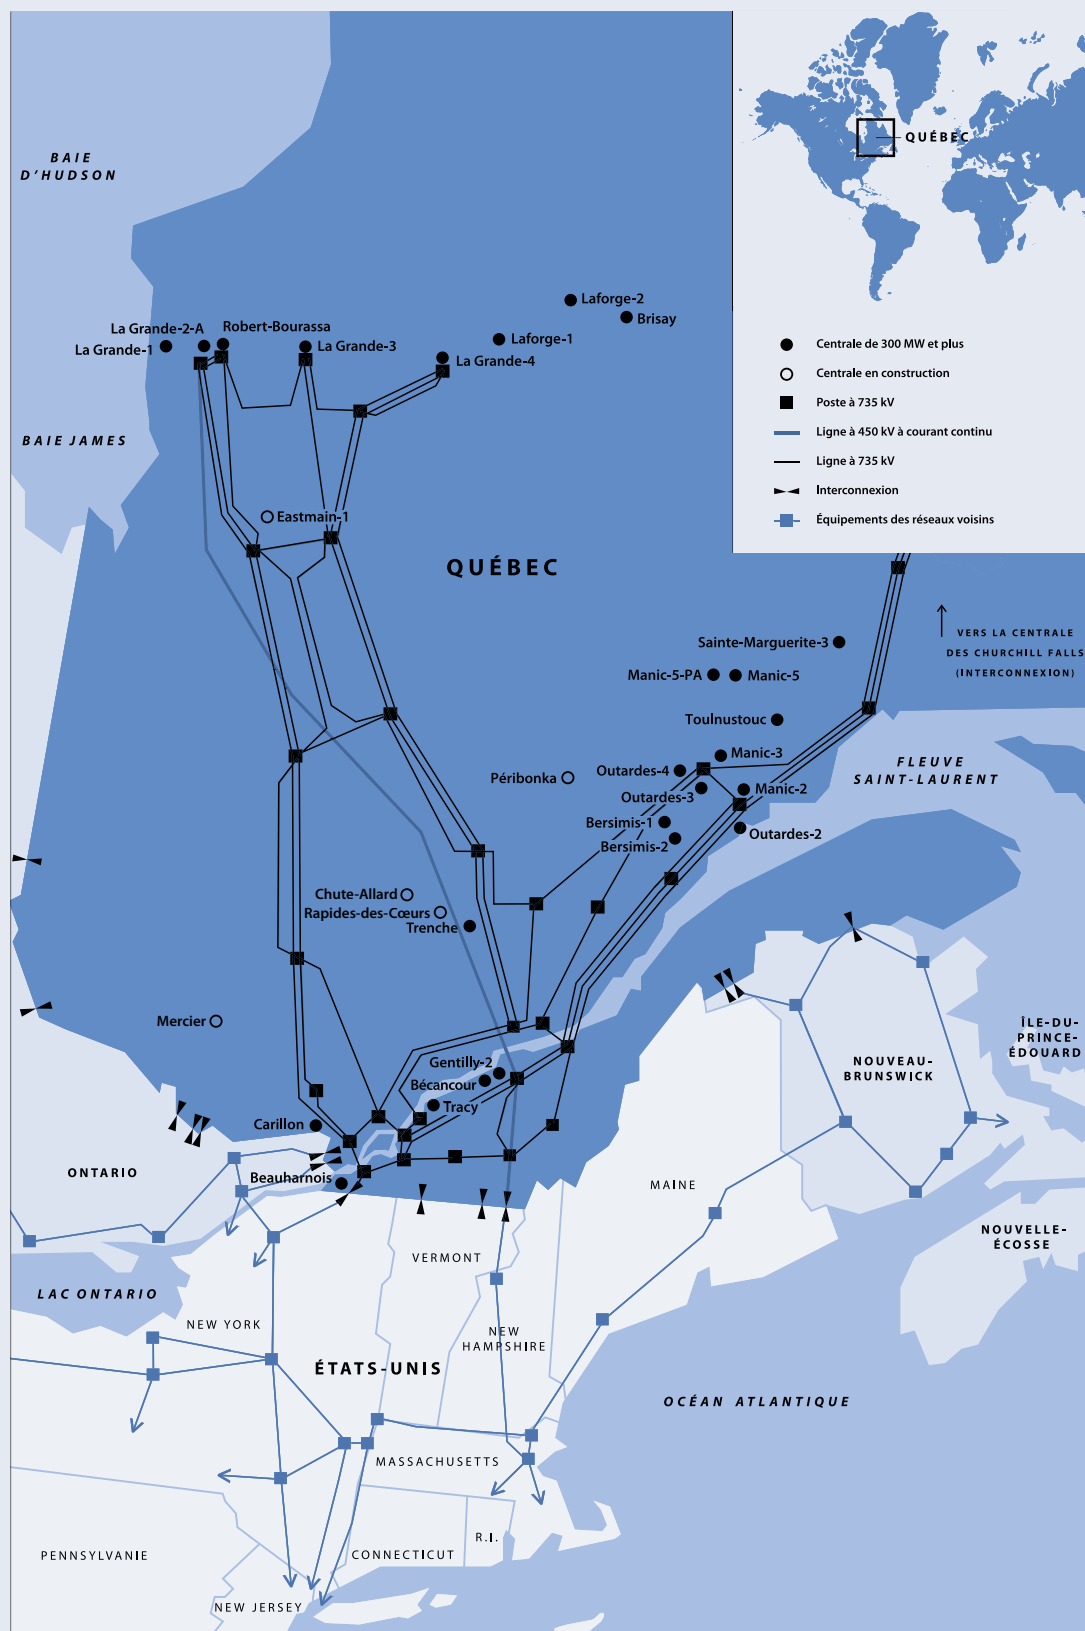 BAIE
D'HUDSON
QUÉBEC
Laforge-2
Brisay
La Grande-2-A
Robert-Bourassa
Laforge-1
La Grande-1
La Grande-3
La Grande-4
Centrale de 300 MW et plus
Centrale en construction
Poste à 735 kV
Ligne à 450 kV à courant continu
Ligne à 735 kV
Interconnexion
Équipements des réseaux voisins
BAIE JAMES
Eastmain-1
QUÉBEC
VERS LA CENTRALE
DES CHURCHILL FALLS
(INTERCONNEXION)
Sainte-Marguerite-3
Manic-5-PA
Manic-5
Toulnustouc
Manic-3
Péribonka
Outardes-4
Outardes-3
Manic-2
Bersimis-1
Bersimis-2
Outardes-2
FLEUVE
SAINT-LAURENT
Chute-Allard
Rapides-des-Cœurs
Trenche
Mercier
Gentilly-2
Bécancour
Tracy
Carillon
Beauharnois
ÎLE-DU-
PRINCE-
ÉDOUARD
NOUVEAU-
BRUNSWICK
ONTARIO
MAINE
NOUVELLE-
ÉCOSSE
VERMONT
LAC ONTARIO
NEW YORK
NEW
HAMPSHIRE
ÉTATS-UNIS
OCÉAN ATLANTIQUE
MASSACHUSETTS
R.I.
CONNECTICUT
PENNSYLVANIE
NEW JERSEY